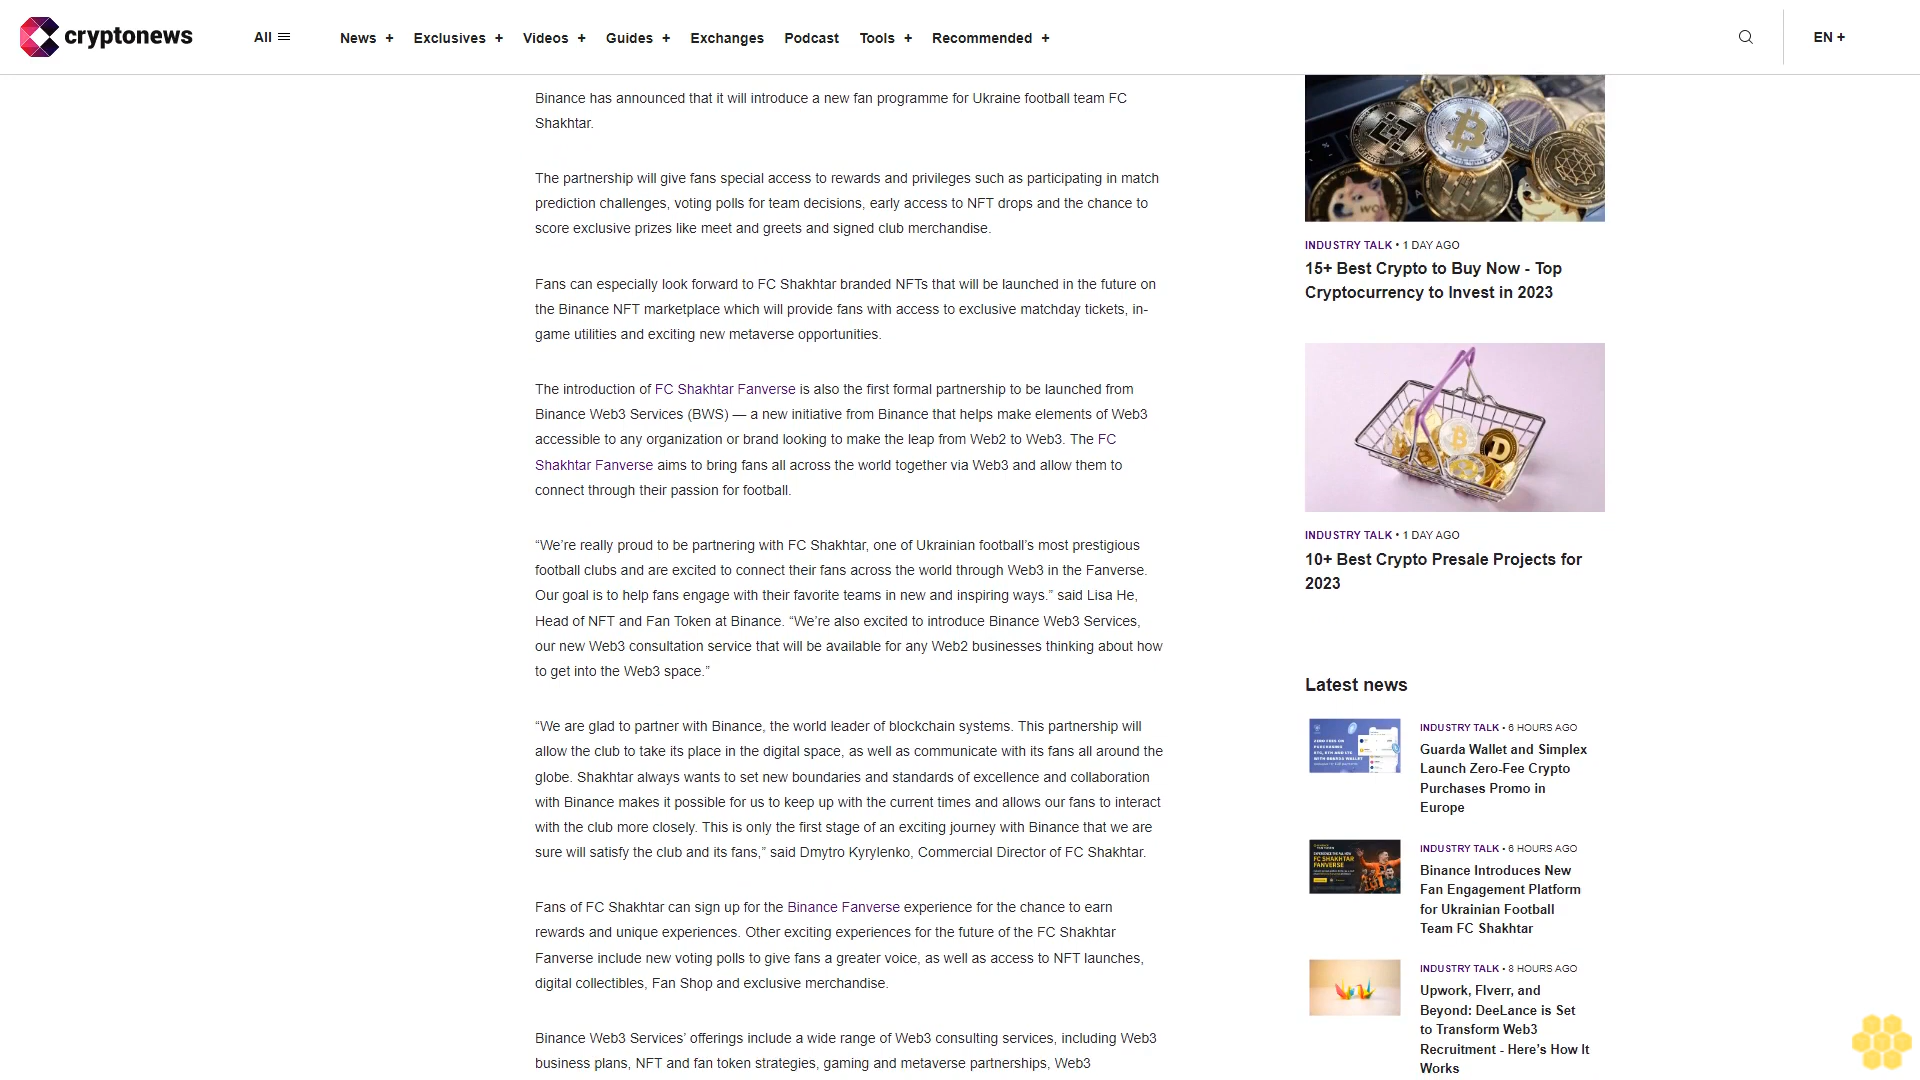 cryptonews
All
News +
Exclusives +
Videos +
Guides +
Exchanges
Podcast
Tools +
Recommended +
EN +
Binance has announced that it will introduce a new fan programme for Ukraine football team FC
Shakhtar.
The partnership will give fans special access to rewards and privileges such as participating in match
prediction challenges, voting polls for team decisions, early access to NFT drops and the chance to
score exclusive prizes like meet and greets and signed club merchandise.
Fans can especially look forward to FC Shakhtar branded NFTs that will be launched in the future on
the Binance NFT marketplace which will provide fans with access to exclusive matchday tickets, in-
game utilities and exciting new metaverse opportunities.
The introduction of FC Shakhtar Fanverse is also the first formal partnership to be launched from
Binance Web3 Services (BWS) — a new initiative from Binance that helps make elements of Web3
accessible to any organization or brand looking to make the leap from Web2 to Web3. The FC
Shakhtar Fanverse aims to bring fans all across the world together via Web3 and allow them to
connect through their passion for football.
“We’re really proud to be partnering with FC Shakhtar, one of Ukrainian football’s most prestigious
football clubs and are excited to connect their fans across the world through Web3 in the Fanverse.
Our goal is to help fans engage with their favorite teams in new and inspiring ways.” said Lisa He,
Head of NFT and Fan Token at Binance. “We’re also excited to introduce Binance Web3 Services,
our new Web3 consultation service that will be available for any Web2 businesses thinking about how
to get into the Web3 space.”
“We are glad to partner with Binance, the world leader of blockchain systems. This partnership will
allow the club to take its place in the digital space, as well as communicate with its fans all around the
globe. Shakhtar always wants to set new boundaries and standards of excellence and collaboration
with Binance makes it possible for us to keep up with the current times and allows our fans to interact
with the club more closely. This is only the first stage of an exciting journey with Binance that we are
sure will satisfy the club and its fans,” said Dmytro Kyrylenko, Commercial Director of FC Shakhtar.
Fans of FC Shakhtar can sign up for the Binance Fanverse experience for the chance to earn
rewards and unique experiences. Other exciting experiences for the future of the FC Shakhtar
Fanverse include new voting polls to give fans a greater voice, as well as access to NFT launches,
digital collectibles, Fan Shop and exclusive merchandise.
Binance Web3 Services’ offerings include a wide range of Web3 consulting services, including Web3
business plans, NFT and fan token strategies, gaming and metaverse partnerships, Web3
WOW
INDUSTRY TALK • 1 DAY AGO
15+ Best Crypto to Buy Now - Top
Cryptocurrency to Invest in 2023
INDUSTRY TALK • 1 DAY AGO
10+ Best Crypto Presale Projects for
2023
Latest news
INDUSTRY TALK • 6 HOURS AGO
Guarda Wallet and Simplex
Launch Zero-Fee Crypto
Purchases Promo in
Europe
FC SHAKHTAR
FANVERSE
INDUSTRY TALK • 6 HOURS AGO
Binance Introduces New
Fan Engagement Platform
for Ukrainian Football
Team FC Shakhtar
INDUSTRY TALK • 8 HOURS AGO
Upwork, FIverr, and
Beyond: DeeLance is Set
to Transform Web3
Recruitment - Here’s How It
Works